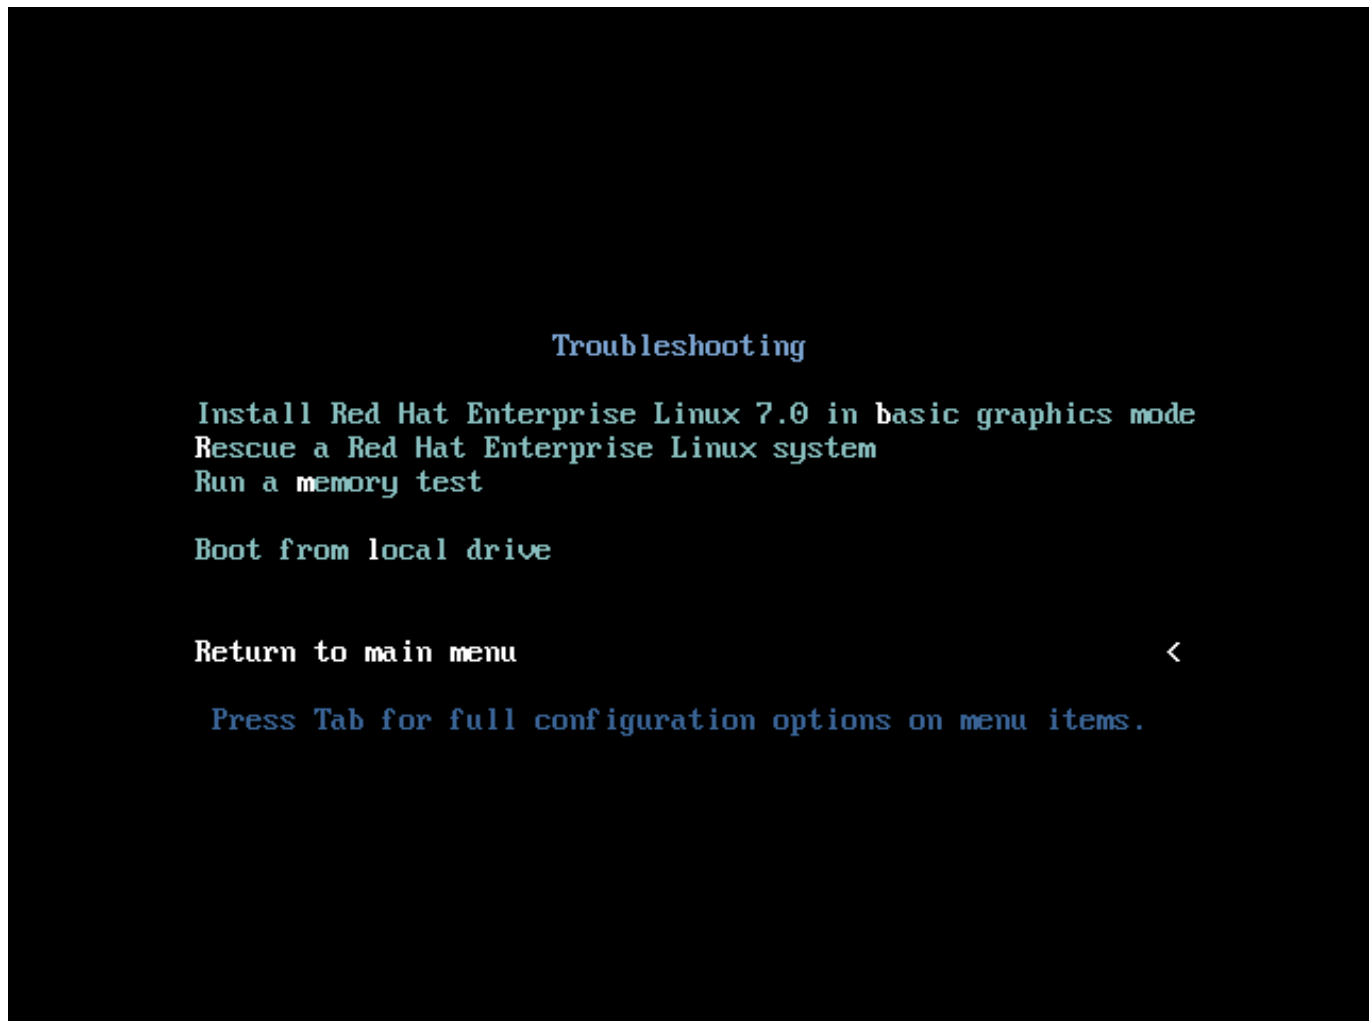 Troubleshooting
Install Red Hat Enterprise Linux 7.0 in basic graphics mode
Rescue a Red Hat Enterprise Linux system
Run a memory test
Boot from local drive
Return to main menu <
Press Tab for full configuration options on menu items.